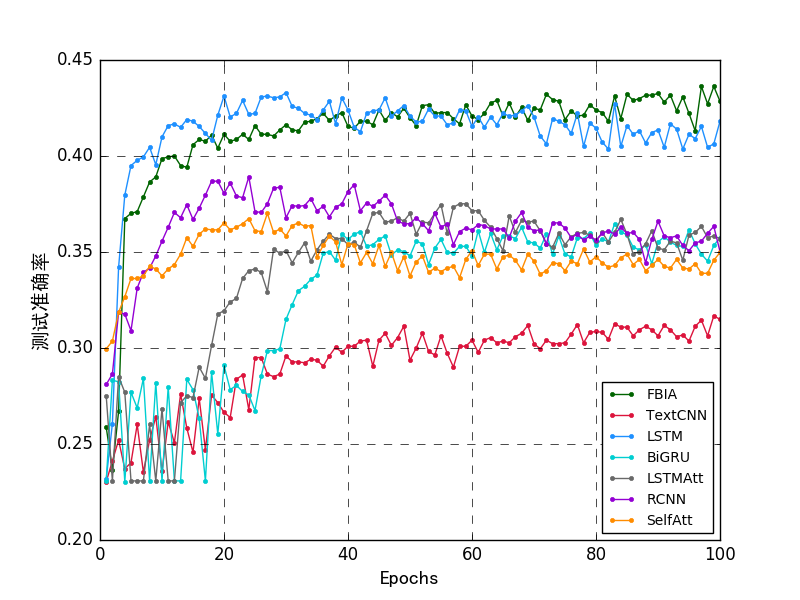 0.45
0.40
0.35
0.30
0.25
0.20
测试准确率
0 20 40 60 80 100
Epochs
FBIA
TextCNN
LSTM
BiGRU
LSTMAtt
RCNN
SelfAtt